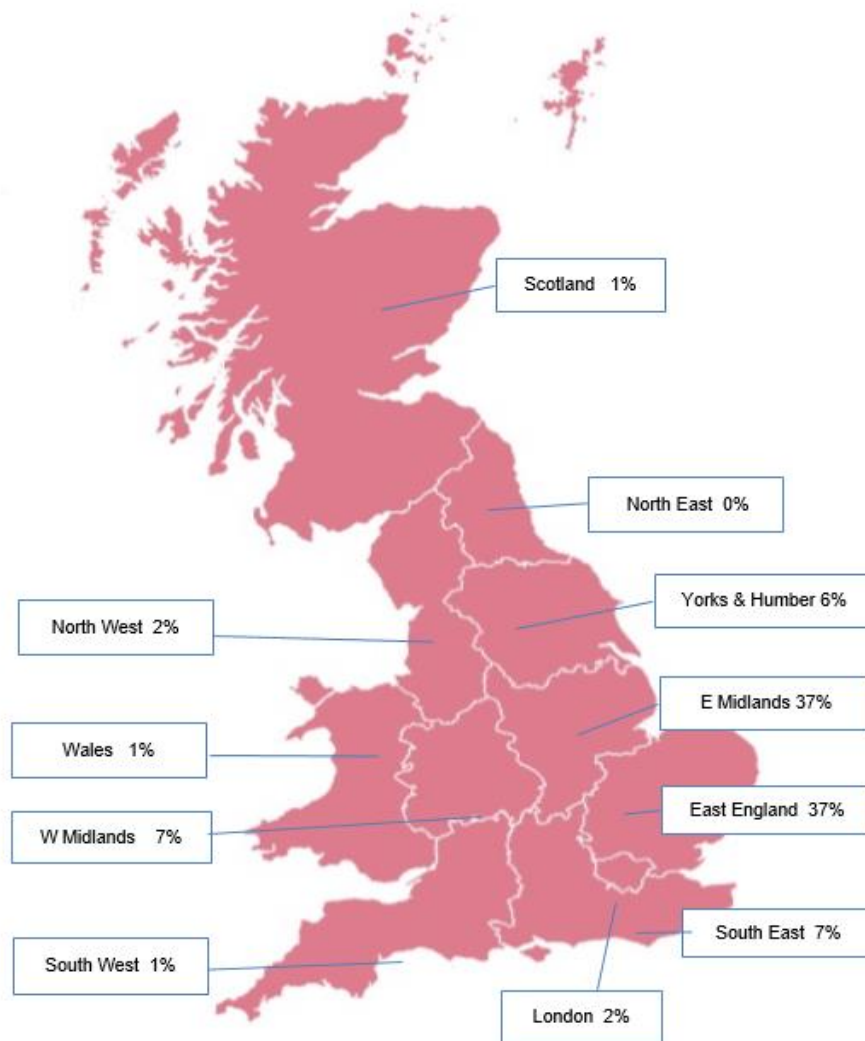 Scotland 1%
North East 0%
Yorks & Humber 6%
North West 2%
E Midlands 37%
Wales 1%
East England 37%
W Midlands 7%
South East 7%
South West 1%
London 2%